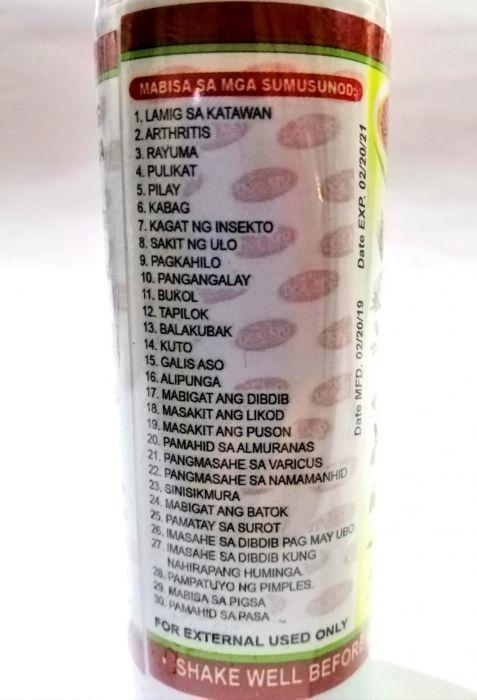 MABISA SA MGA SUMUSUNOD:
1. LAMIG SA KATAWAN
2. ARTHRITIS
3. RAYUMA
4. PULIKAT
5. PILAY
6. KABAG
7. KAGAT NG INSEKTO
8. SAKIT NG ULO
9. PAGKAHILO
10. PANGANGALAY
11. BUKOL
12. TAPILOK
13. BALAKUBAK
14. KUTO
15. GALIS ASO
16. ALIPUNGA
17. MABIGAT ANG DIBDIB
18. MASAKIT ANG LIKOD
19. MASAKIT ANG PUSON
20. PAMAHID SA ALMURANAS
21. PANGMASAHE SA VARICUS
22. PANGMASAHE SA NAMAMANHID
23. SINISIKMURA
24. MABIGAT ANG BATOK
25. PAMATAY SA SUROT
26. IMASAHE SA DIBDIB PAG MAY UBO
27. IMASAHE SA DIBDIB KUNG
NAHIRAPANG HUMINGA.
28. PAMPATUYO NG PIMPLES.
29. MABISA SA PIGSA
30. PAMAHID SA PASA
FOR EXTERNAL USED ONLY
SHAKE WELL BEFORE
Date MFD. 02/20/19
Date EXP. 02/20/21